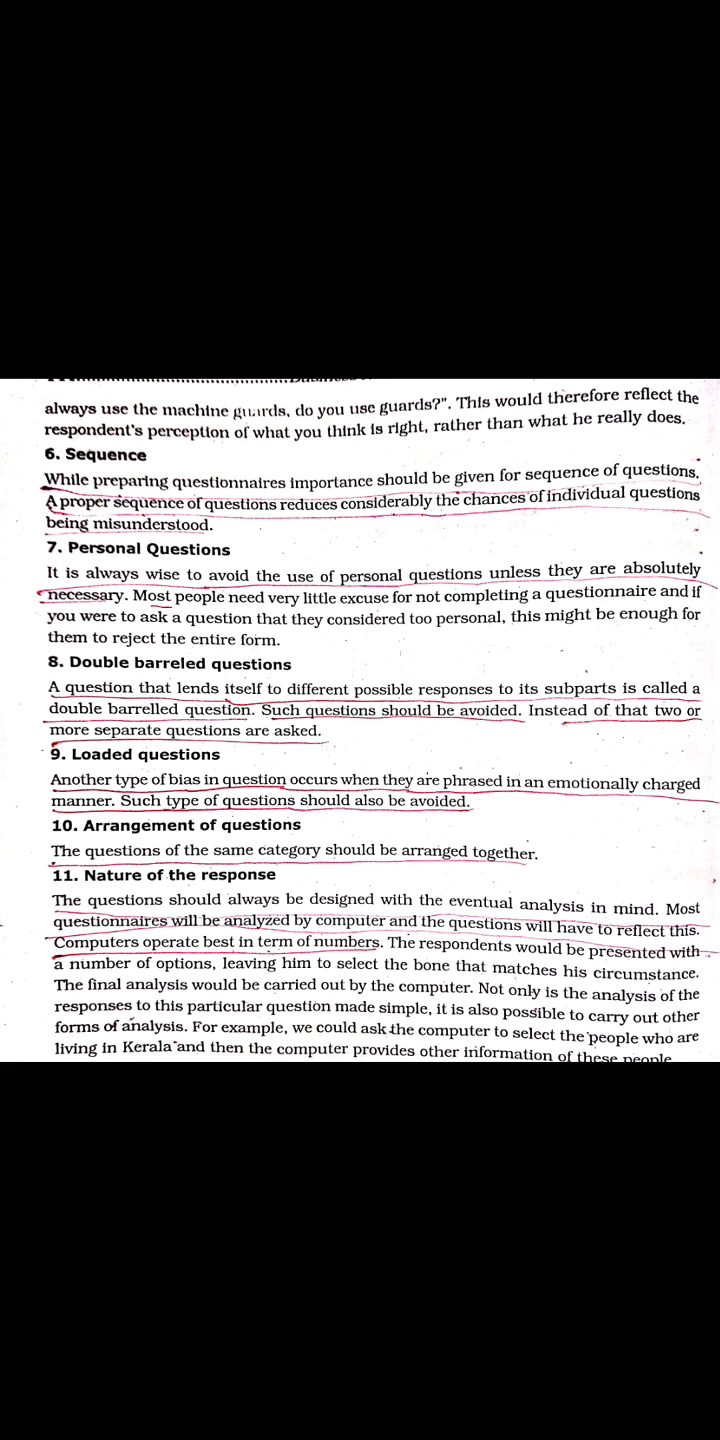 always use the machine guards, do you use guards?". This would therefore reflect the
respondent's perception of what you think is right, rather than what he really does.
6. Sequence
While preparing questionnaires importance should be given for sequence of questions.
A proper sequence of questions reduces considerably the chances of individual questions
being misunderstood.
7. Personal Questions
It is always wise to avoid the use of personal questions unless they are absolutely
necessary. Most people need very little excuse for not completing a questionnaire and if
you were to ask a question that they considered too personal, this might be enough for
them to reject the entire form.
8. Double barreled questions
A question that lends itself to different possible responses to its subparts is called a
double barrelled question. Such questions should be avoided. Instead of that two or
more separate questions are asked.
9. Loaded questions
Another type of bias in question occurs when they are phrased in an emotionally charged
manner. Such type of questions should also be avoided.
10. Arrangement of questions
The questions of the same category should be arranged together.
11. Nature of the response
The questions should always be designed with the eventual analysis in mind. Most
questionnaires will be analyzed by computer and the questions will have to reflect this.
Computers operate best in term of numbers. The respondents would be presented with
a number of options, leaving him to select the bone that matches his circumstance.
The final analysis would be carried out by the computer. Not only is the analysis of the
responses to this particular question made simple, it is also possible to carry out other
forms of analysis. For example, we could ask the computer to select the people who are
living in Kerala and then the computer provides other information of these people